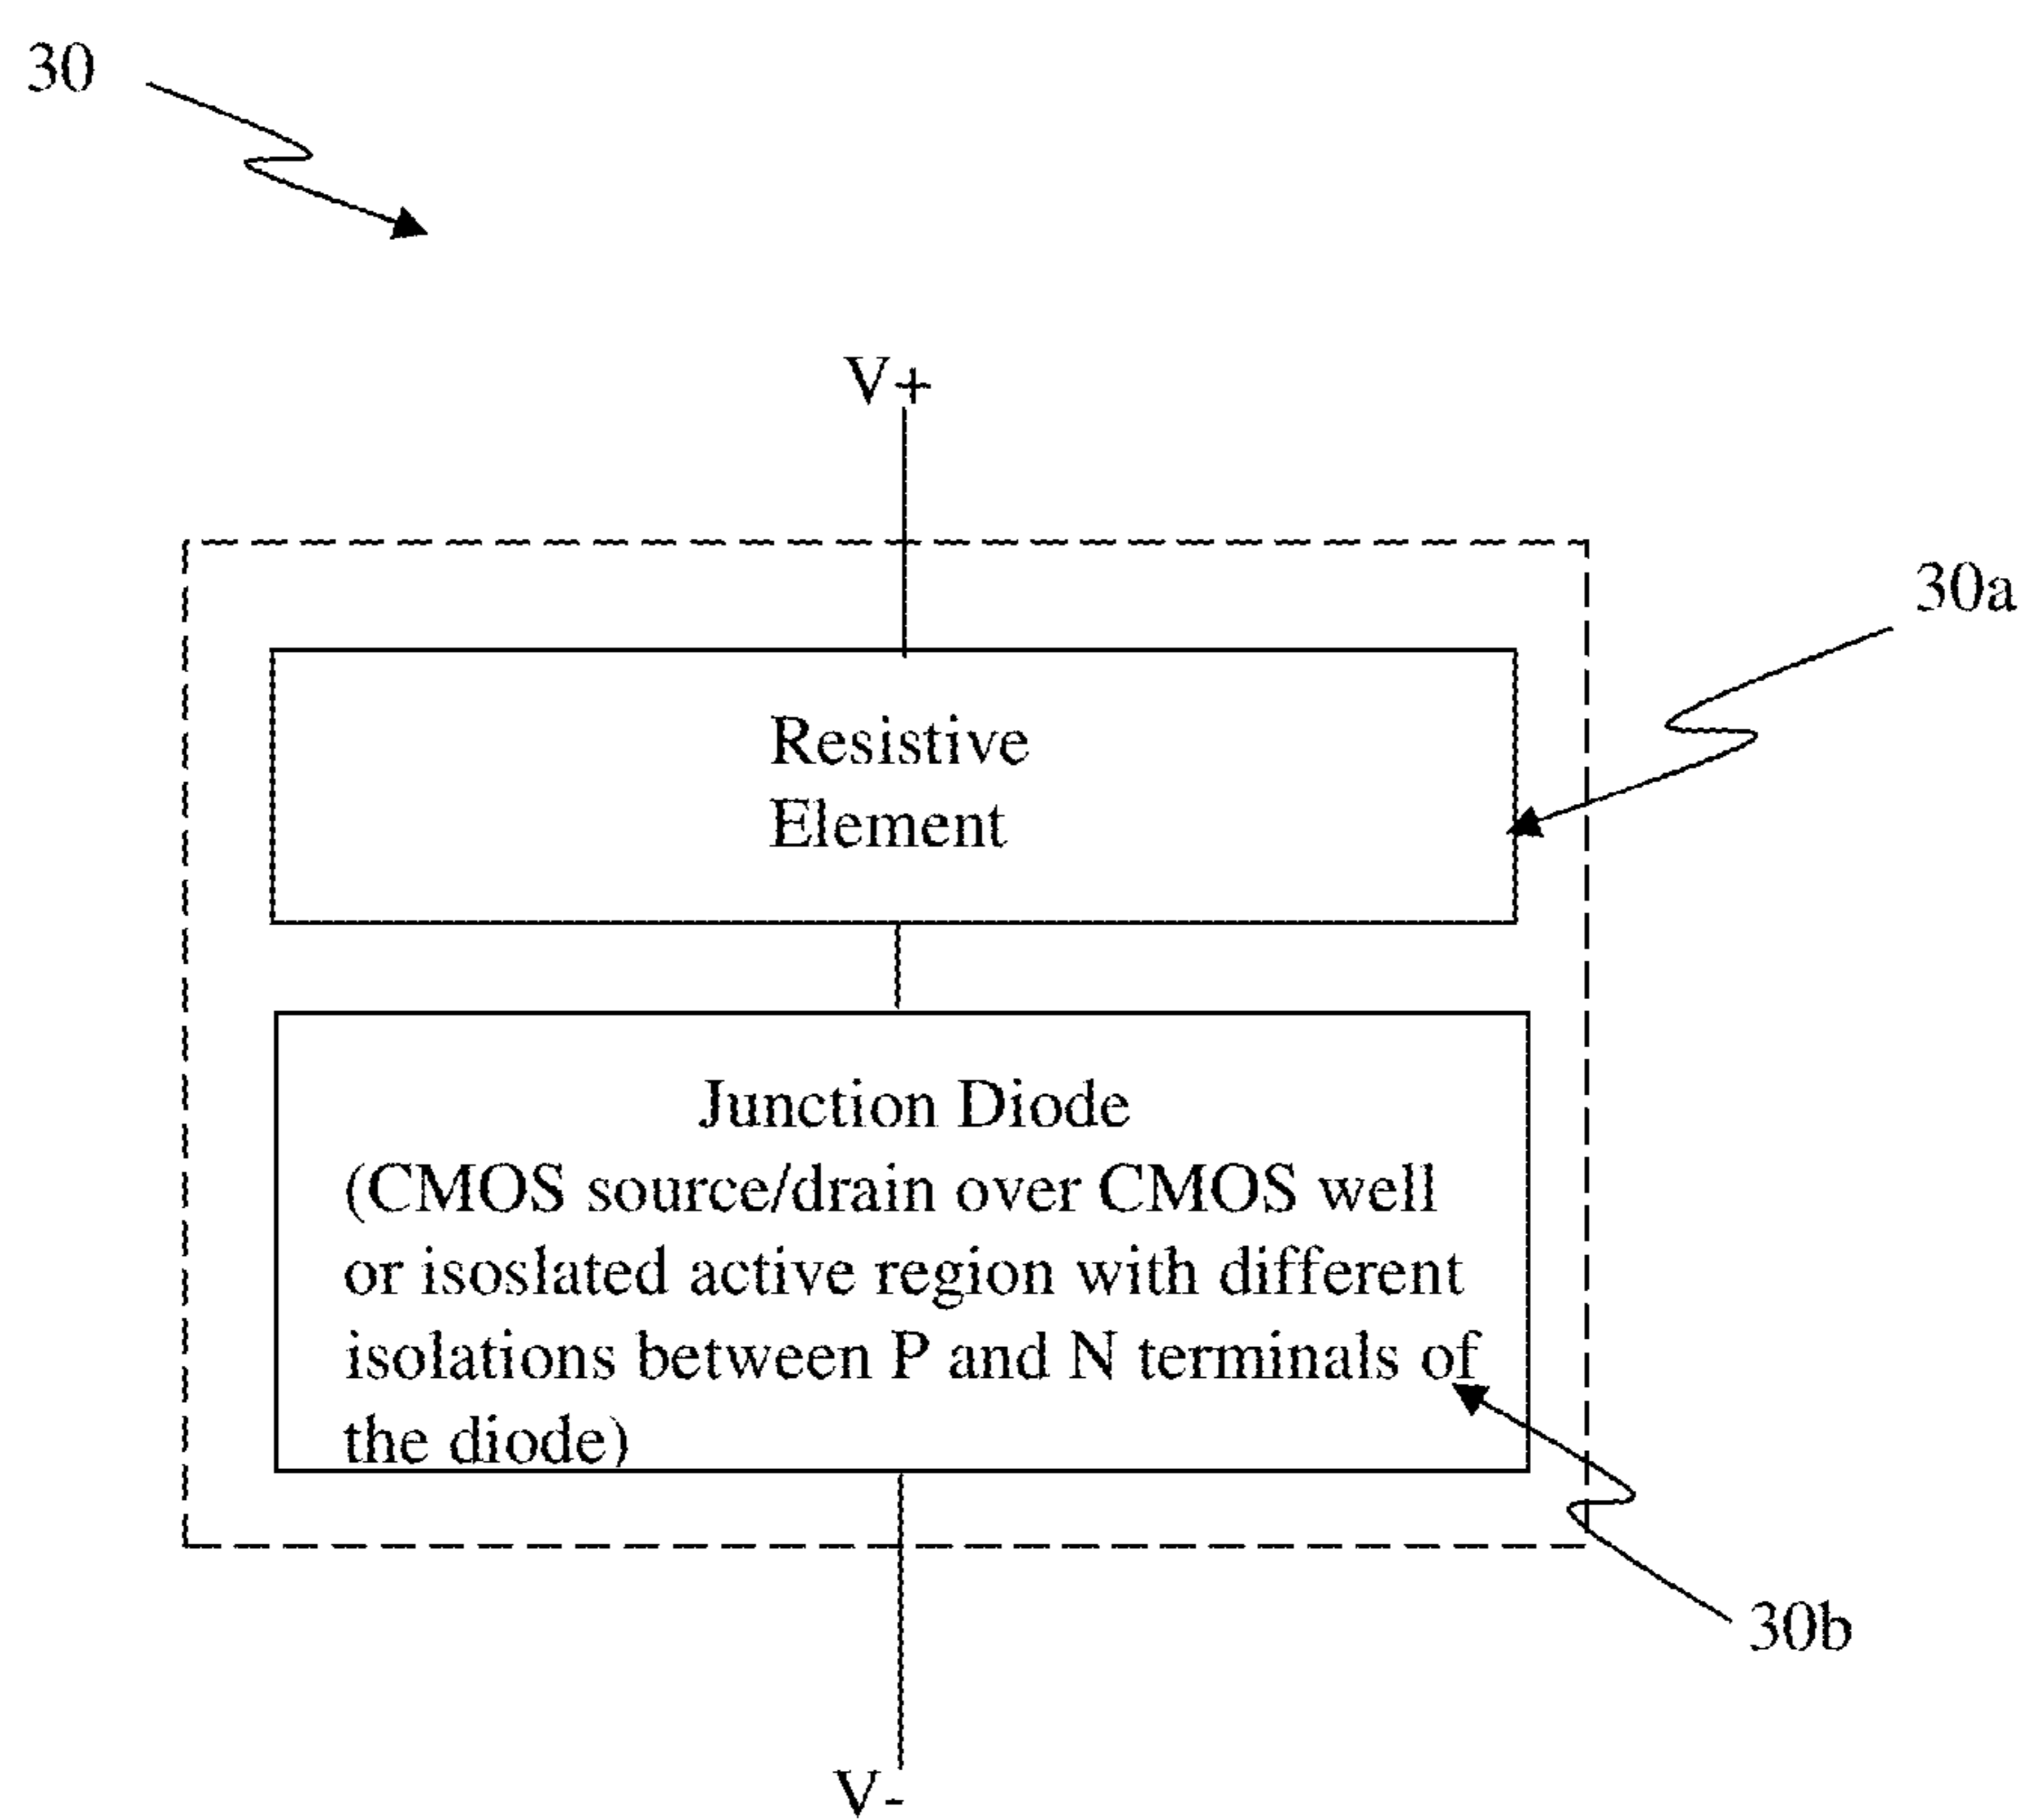 30
V+
30a
Resistive
Element
Junction Diode
(CMOS source/drain over CMOS well
or isoslated active region with different
isolations between P and N terminals of
the diode)
30b
V-